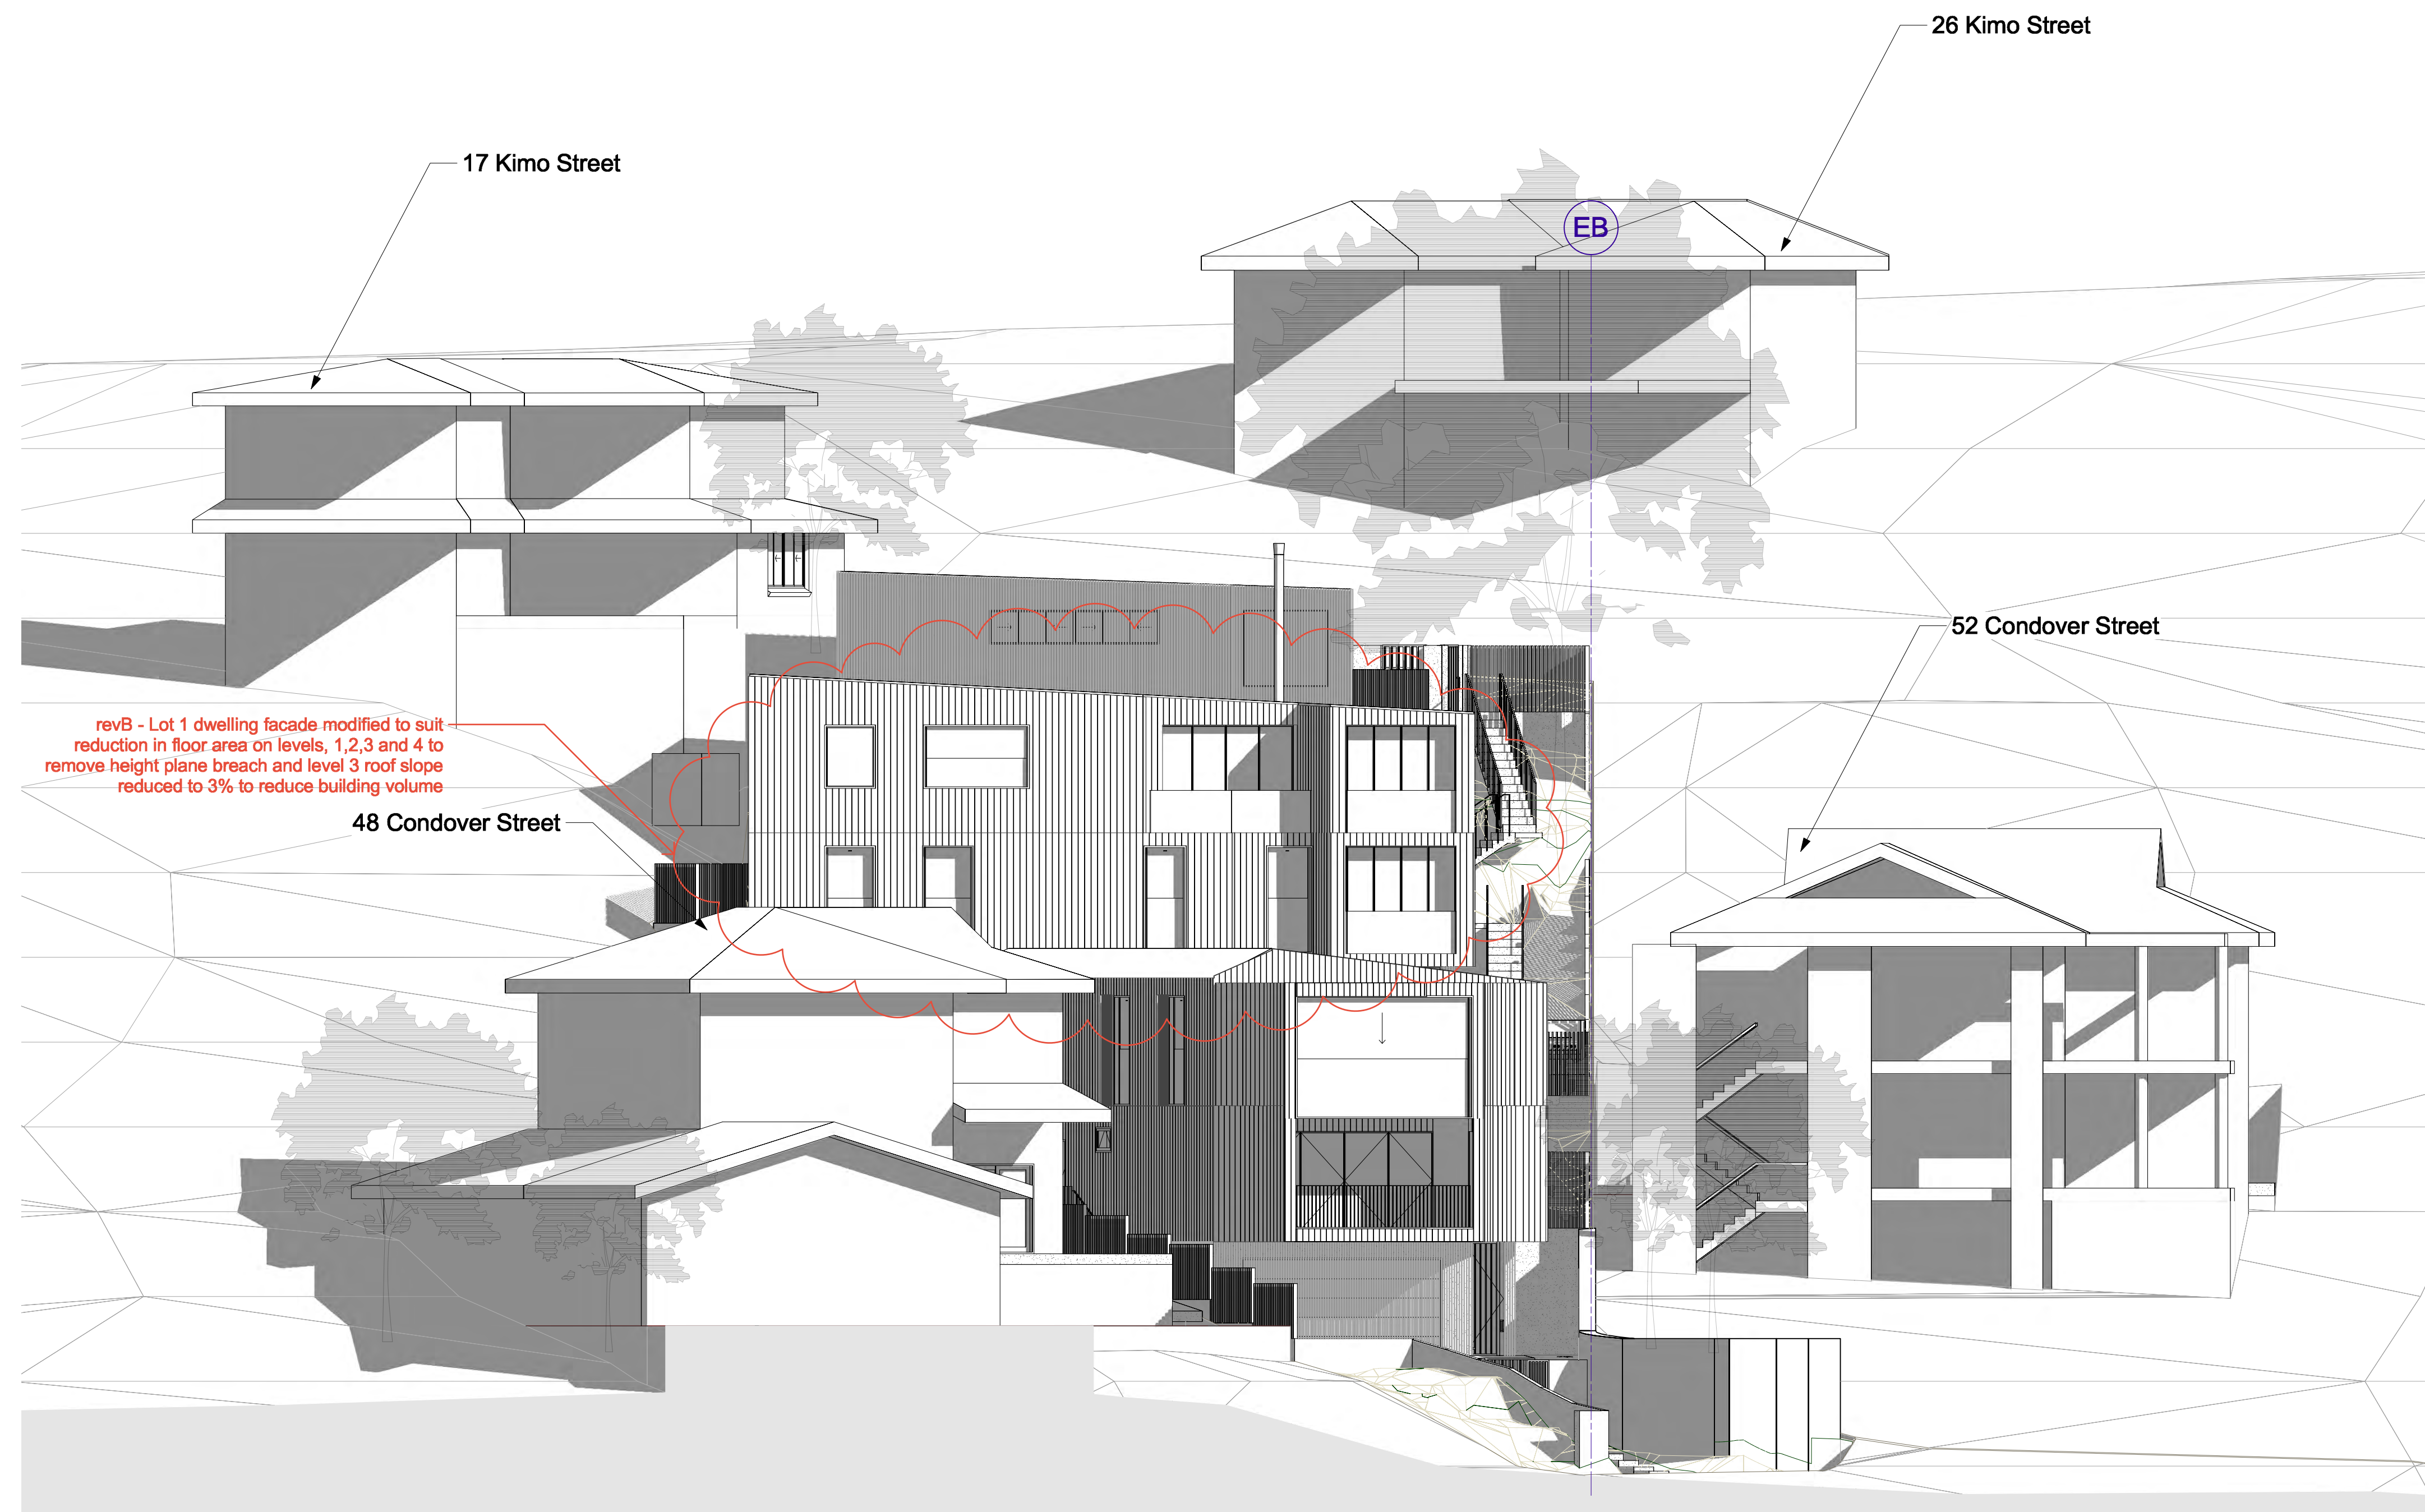 26 Kimo Street
17 Kimo Street
EB
52 Condover Street
revB - Lot 1 dwelling facade modified to suit
reduction in floor area on levels, 1,2,3 and 4 to
remove height plane breach and level 3 roof slope
reduced to 3% to reduce building volume
48 Condover Street